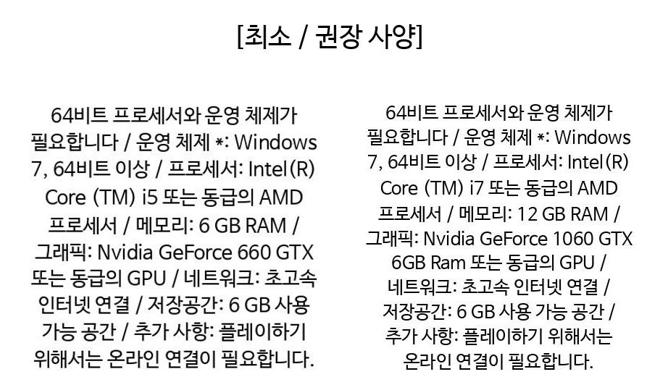 [최소 / 권장 사양]
64비트 프로세서와 운영 체제가
필요합니다 / 운영 체제 *: Windows
7, 64비트 이상 / 프로세서: Intel(R)
Core (TM) i5 또는 동급의 AMD
프로세서 / 메모리: 6 GB RAM /
그래픽: Nvidia GeForce 660 GTX
또는 동급의 GPU / 네트워크: 초고속
인터넷 연결 / 저장공간: 6 GB 사용
가능 공간 / 추가 사항: 플레이하기
위해서는 온라인 연결이 필요합니다.
64비트 프로세서와 운영 체제가
필요합니다 / 운영 체제 *: Windows
7, 64비트 이상 / 프로세서: Intel(R)
Core (TM) i7 또는 동급의 AMD
프로세서 / 메모리: 12 GB RAM /
그래픽: Nvidia GeForce 1060 GTX
6GB Ram 또는 동급의 GPU /
네트워크: 초고속 인터넷 연결 /
저장공간: 6 GB 사용 가능 공간 /
추가 사항: 플레이하기 위해서는
온라인 연결이 필요합니다.